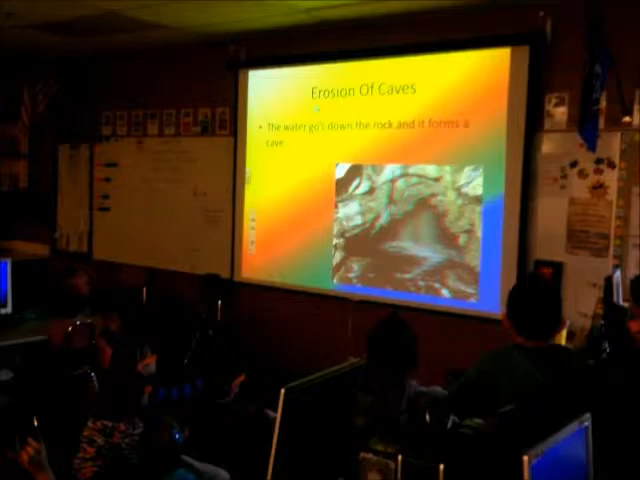 Erosion Of Caves
• The water go's down the rock and it forms a
cave